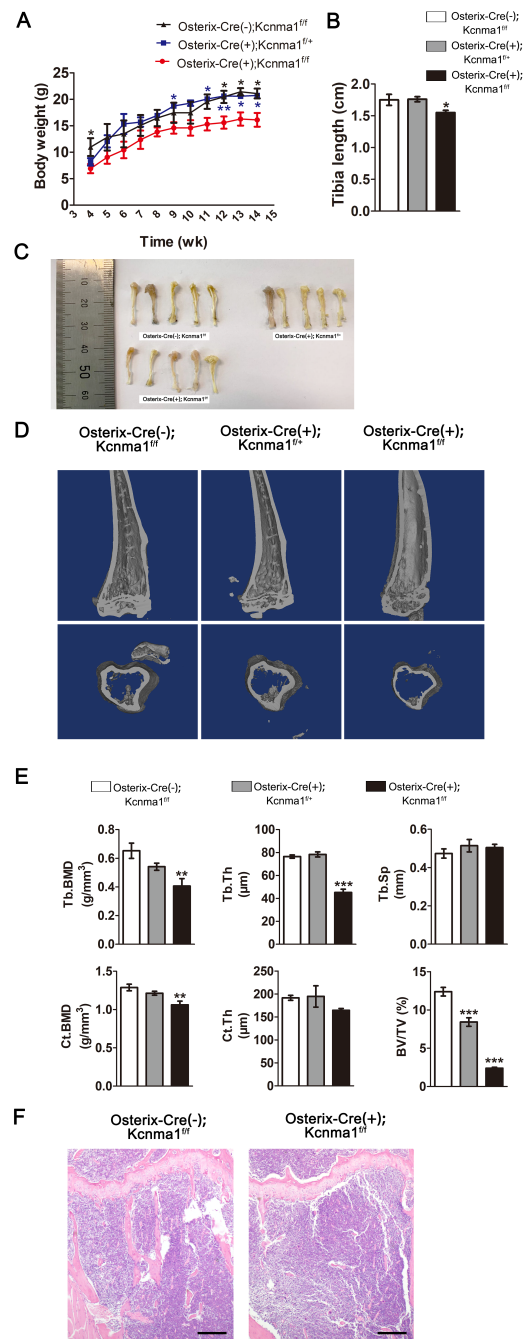 A
Osterix-Cre(-);Kcnma1f/f
Osterix-Cre(+);Kcnma1f/+
Osterix-Cre(+);Kcnma1f/f
Body weight (g)
25
20
15
10
5
0
* * * * * *
* * ** * *
3 4 5 6 7 8 9 10 11 12 13 14 15
Time (wk)
B
Osterix-Cre(-);
Kcnma1f/f
Osterix-Cre(+);
Kcnma1f/+
Osterix-Cre(+);
Kcnma1f/f
Tibia length (cm)
2.0
1.5
1.0
0.5
0.0
*
C
10
20
30
40
50
60
Osterix-Cre(-); Kcnma1f/f
Osterix-Cre(+); Kcnma1f/+
Osterix-Cre(+); Kcnma1f/f
D
Osterix-Cre(-);
Kcnma1f/f
Osterix-Cre(+);
Kcnma1f/+
Osterix-Cre(+);
Kcnma1f/f
E
Osterix-Cre(-);
Kcnma1f/f
Osterix-Cre(+);
Kcnma1f/+
Osterix-Cre(+);
Kcnma1f/f
Tb.BMD
(g/mm3)
0.8
0.6
0.4
0.2
0.0
**
Tb.Th
(μm)
100
80
60
40
20
0
***
Tb.Sp
(mm)
0.6
0.4
0.2
0.0
Ct.BMD
(g/mm3)
1.5
1.0
0.5
0.0
**
Ct.Th
(μm)
250
200
150
100
50
0
BV/TV (%)
15
10
5
0
***
***
F
Osterix-Cre(-);
Kcnma1f/f
Osterix-Cre(+);
Kcnma1f/f